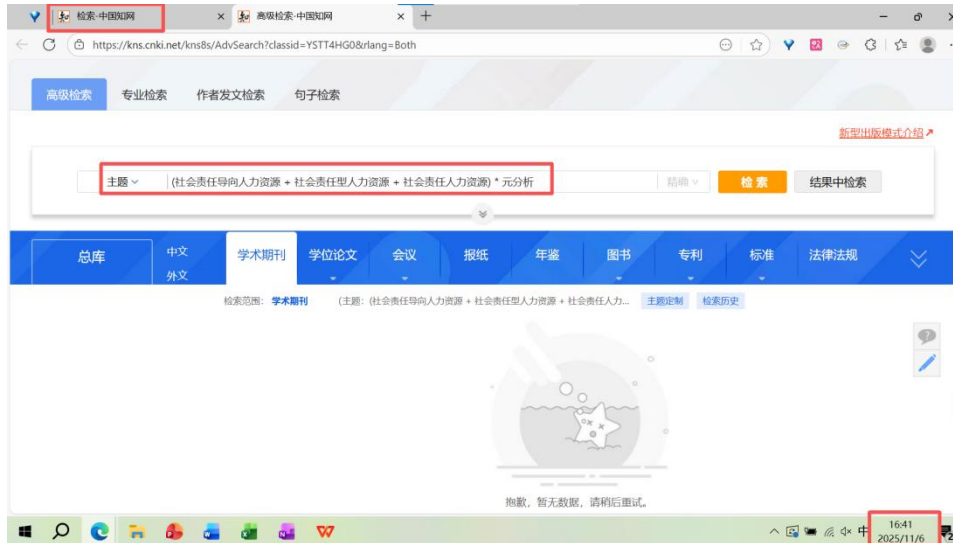 检索-中国知网
高级检索-中国知网
https://kns.cnki.net/kns8s/AdvSearch?classid=YSTT4HG0&rlang=Both
高级检索 专业检索 作者发文检索 句子检索
新型出版模式介绍
主题 (社会责任导向人力资源 + 社会责任型人力资源 + 社会责任人力资源) * 元分析 精确 检索 结果中检索
总库 中文 外文 学术期刊 学位论文 会议 报纸 年鉴 图书 专利 标准 法律法规
检索范围: 学术期刊 (主题: (社会责任导向人力资源 + 社会责任型人力资源 + 社会责任人力... 主题定制 检索历史
抱歉,暂无数据,请稍后重试。
中 16:41
2025/11/6